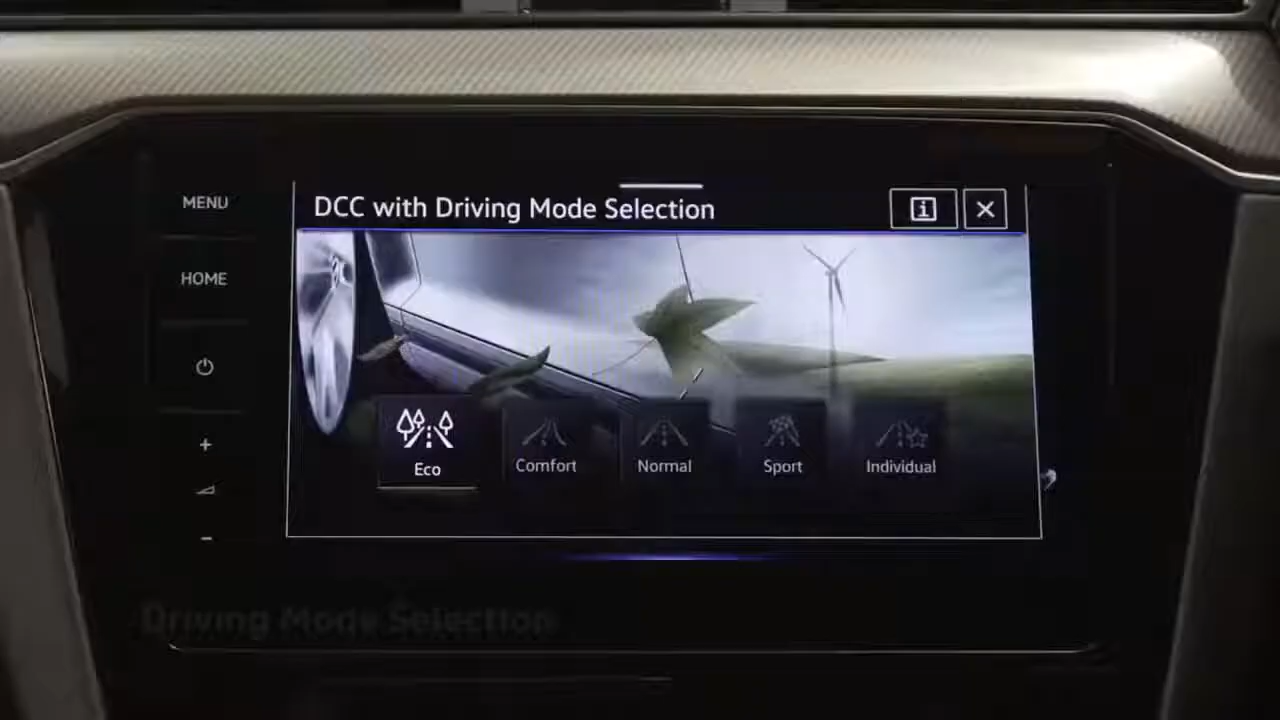 MENU
DCC with Driving Mode Selection
HOME
Eco
Comfort
Normal
Sport
Individual
Driving Mode Selection